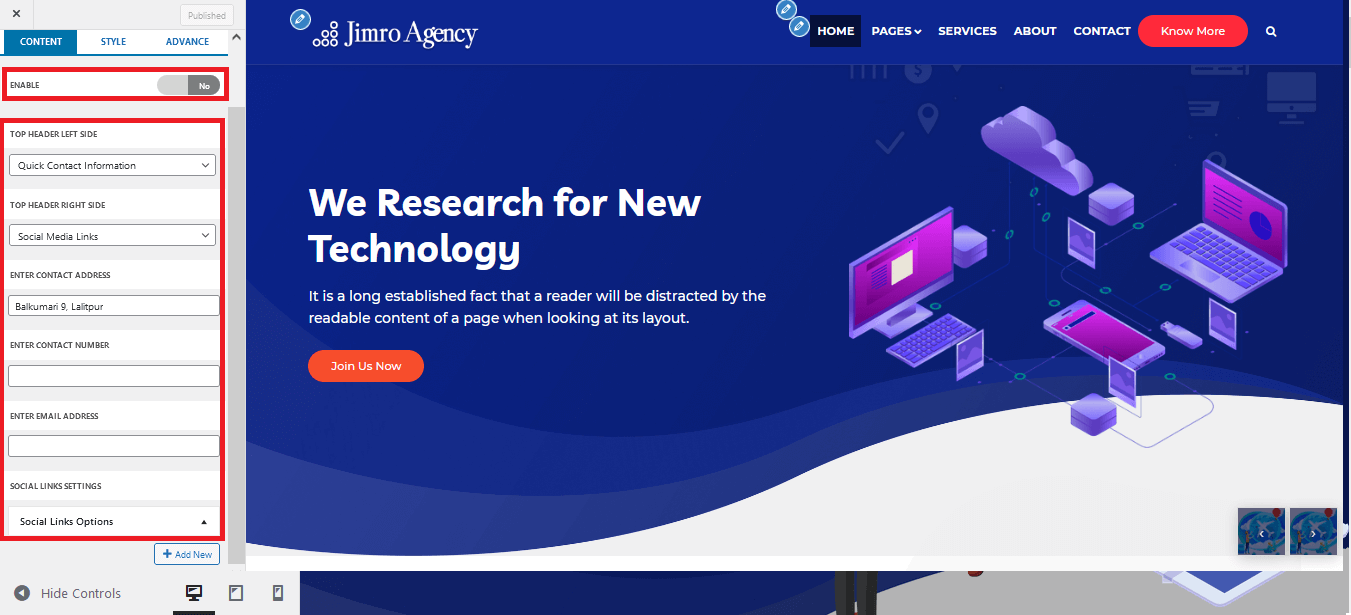 Published
CONTENT STYLE ADVANCE
ENABLE No
TOP HEADER LEFT SIDE
Quick Contact Information
TOP HEADER RIGHT SIDE
Social Media Links
ENTER CONTACT ADDRESS
Balkumari 9, Lalitpur
ENTER CONTACT NUMBER
ENTER EMAIL ADDRESS
SOCIAL LINKS SETTINGS
Social Links Options
Add New
Hide Controls
Jimro Agency
HOME PAGES SERVICES ABOUT CONTACT Know More
We Research for New
Technology
It is a long established fact that a reader will be distracted by the
readable content of a page when looking at its layout.
Join Us Now